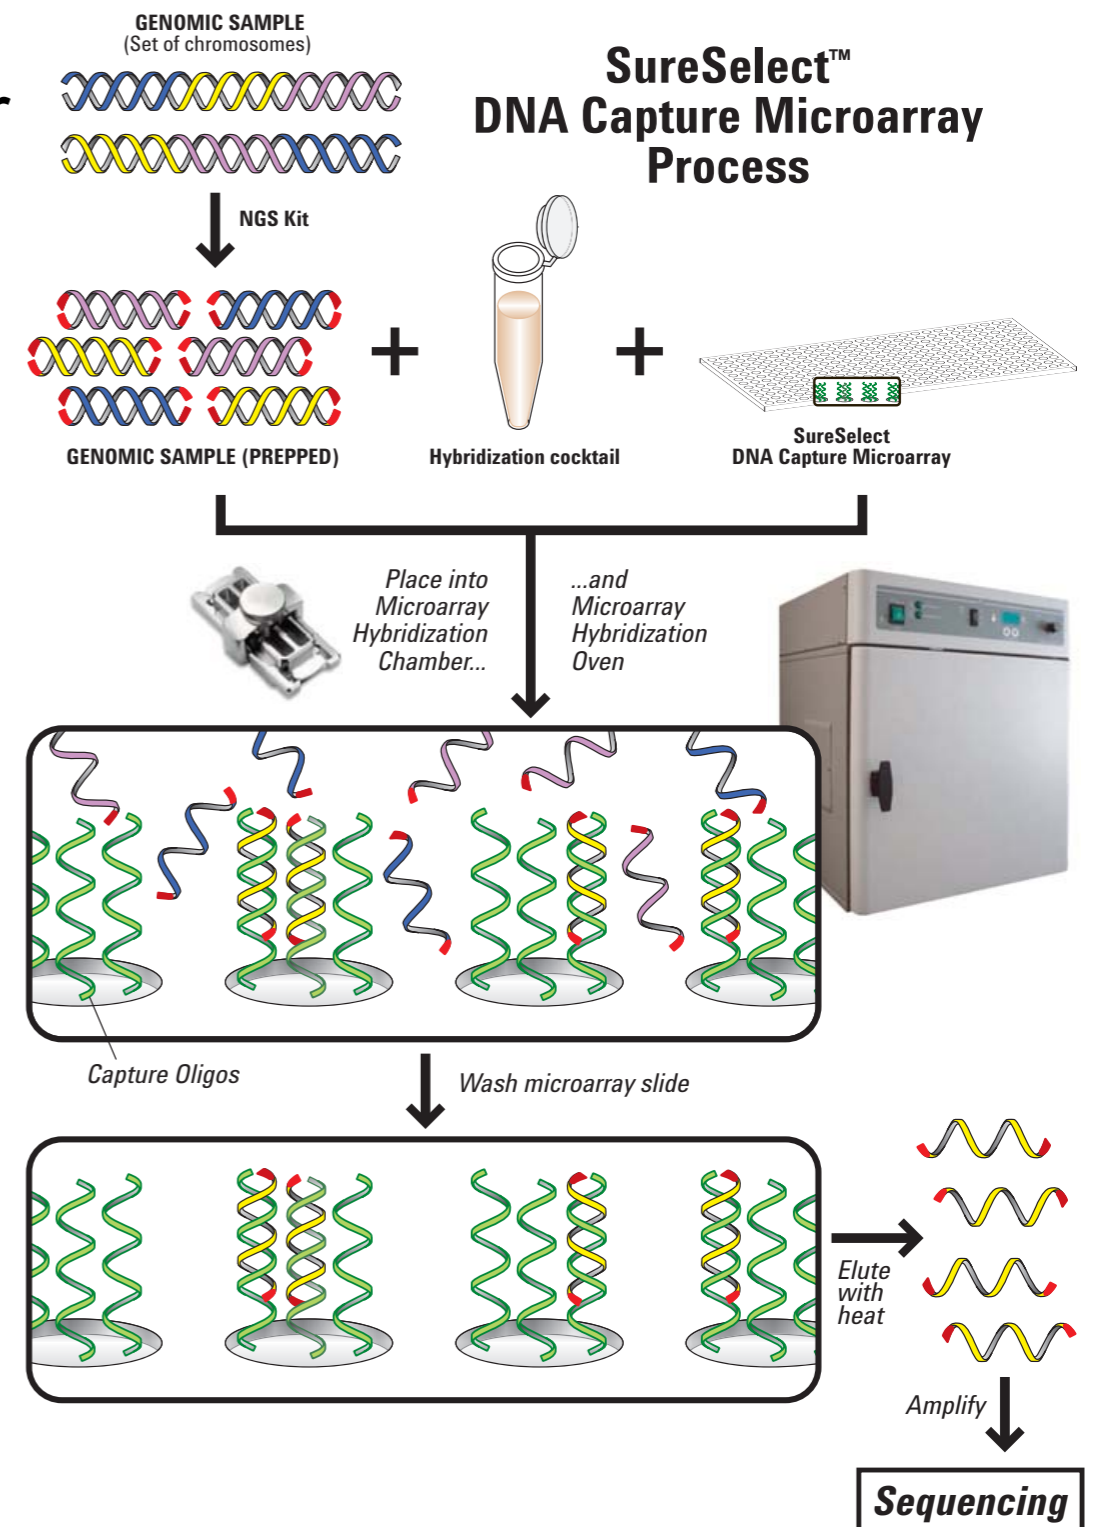 GENOMIC SAMPLE
(Set of chromosomes)
SureSelect™
DNA Capture Microarray
Process
NGS Kit
GENOMIC SAMPLE (PREPPED)
Hybridization cocktail
SureSelect
DNA Capture Microarray
Place into
Microarray
Hybridization
Chamber...
...and
Microarray
Hybridization
Oven
Capture Oligos
Wash microarray slide
Elute
with
heat
Amplify
Sequencing